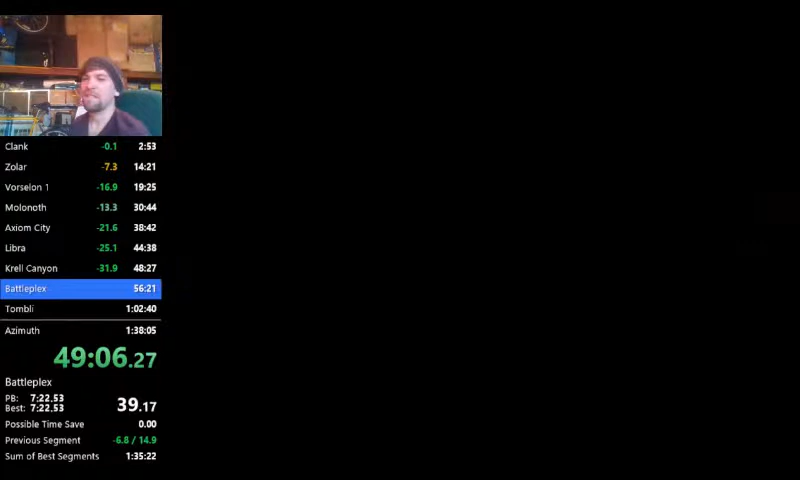 Clank -0.1 2:53
Zolar -7.3 14:21
Vorselon 1 -16.9 19:25
Molonoth -13.3 30:44
Axiom City -21.6 38:42
Libra -25.1 44:38
Krell Canyon -31.9 48:27
Battleplex 56:21
Tombli 1:02:40
Azimuth 1:38:05
49:06.27
Battleplex
PB: 7:22.53
Best: 7:22.53 39.17
Possible Time Save 0.00
Previous Segment -6.8 / 14.9
Sum of Best Segments 1:35:22